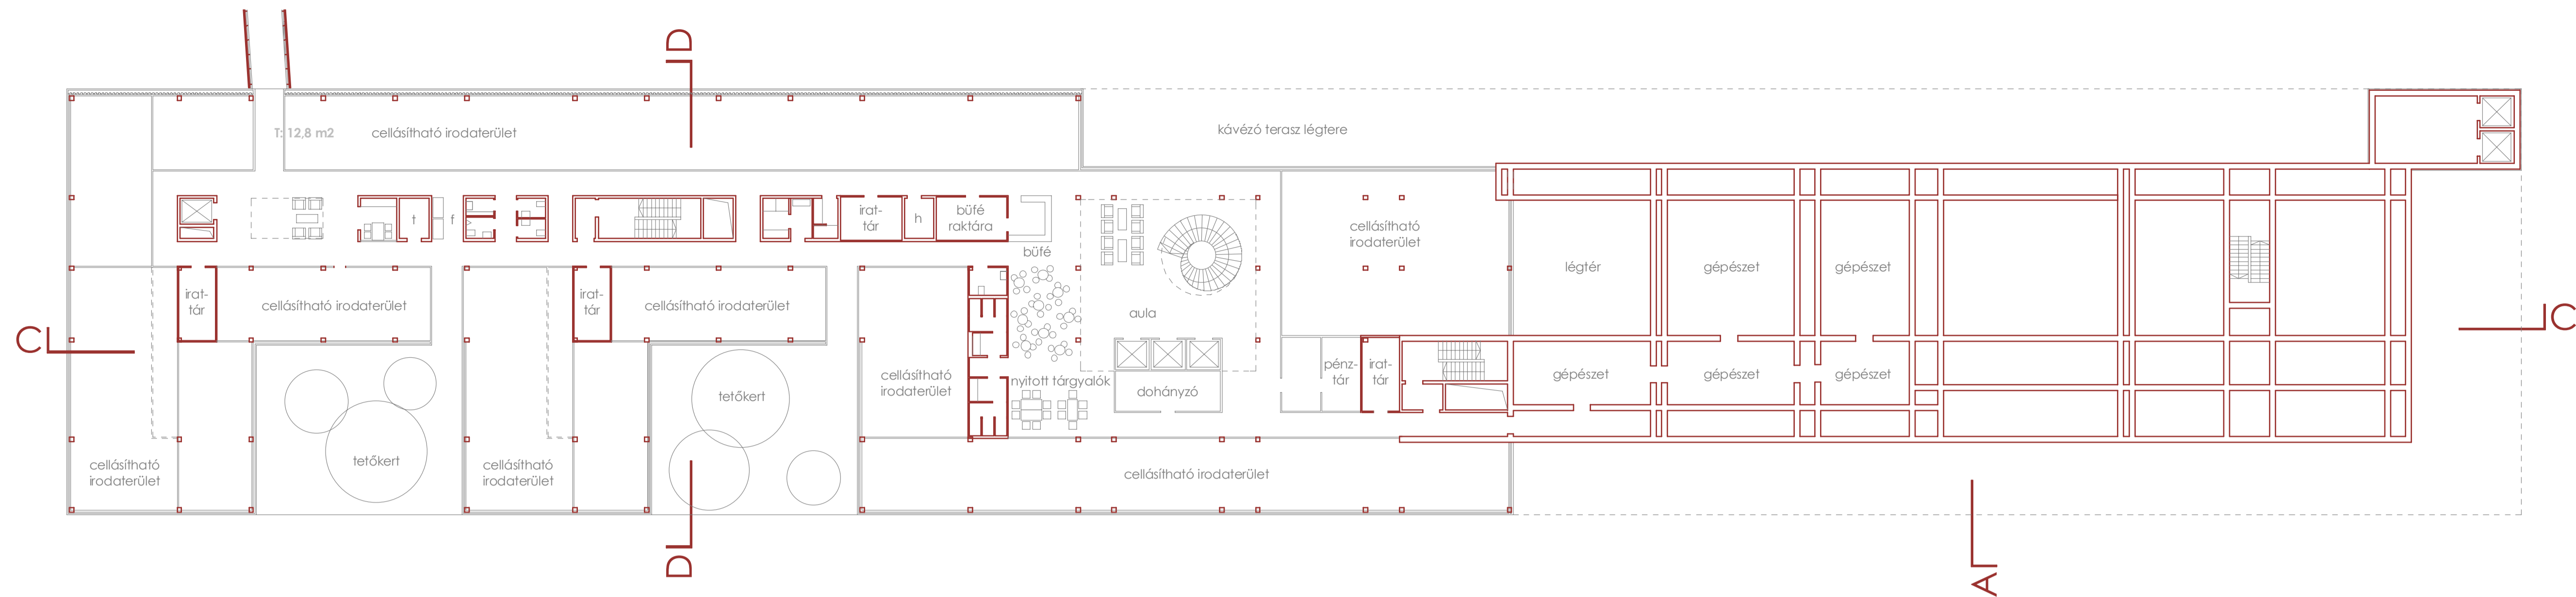 D
T: 12,8 m2
cellásítható irodaterület
kávézó terasz légtere
t
f
irat-
tár
h
büfé
raktára
büfé
cellásítható
irodaterület
légtér
gépészet
gépészet
irat-
tár
cellásítható irodaterület
irat-
tár
cellásítható irodaterület
aula
C
C
cellásítható
irodaterület
nyitott tárgyalók
dohányzó
pénz-
tár
irat-
tár
gépészet
gépészet
gépészet
tetőkert
tetőkert
cellásítható
irodaterület
cellásítható
irodaterület
cellásítható irodaterület
D
A